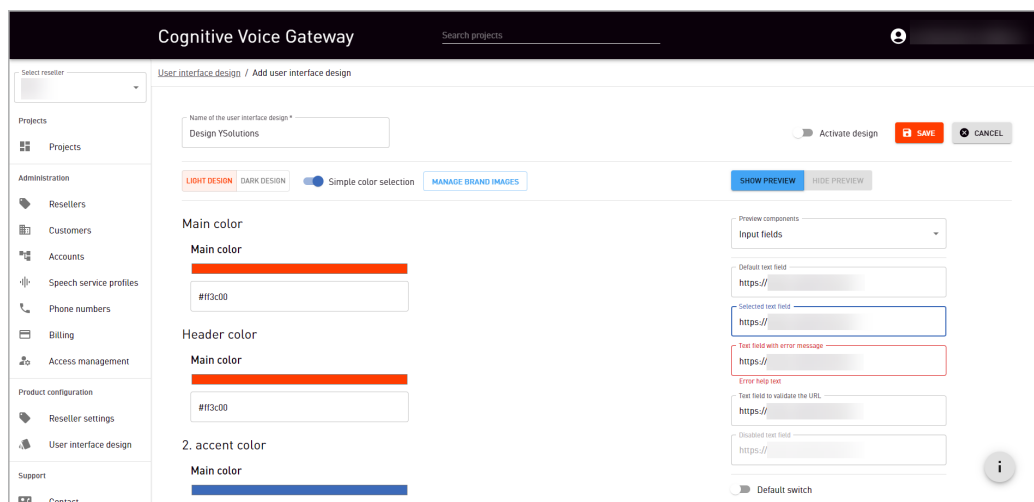 Cognitive Voice Gateway
Search projects
Select reseller
User interface design / Add user interface design
Projects
Projects
Administration
Resellers
Customers
Accounts
Speech service profiles
Phone numbers
Billing
Access management
Product configuration
Reseller settings
User interface design
Support
Contact
Name of the user interface design *
Design YSolutions
Activate design
SAVE
CANCEL
LIGHT DESIGN
DARK DESIGN
Simple color selection
MANAGE BRAND IMAGES
SHOW PREVIEW
HIDE PREVIEW
Main color
Main color
#ff3c00
Header color
Main color
#ff3c00
2. accent color
Main color
Preview components
Input fields
Default text field
https://
Selected text field
https://
Text field with error message
https://
Error help text
Text field to validate the URL
https://
Disabled text field
https://
Default switch
i